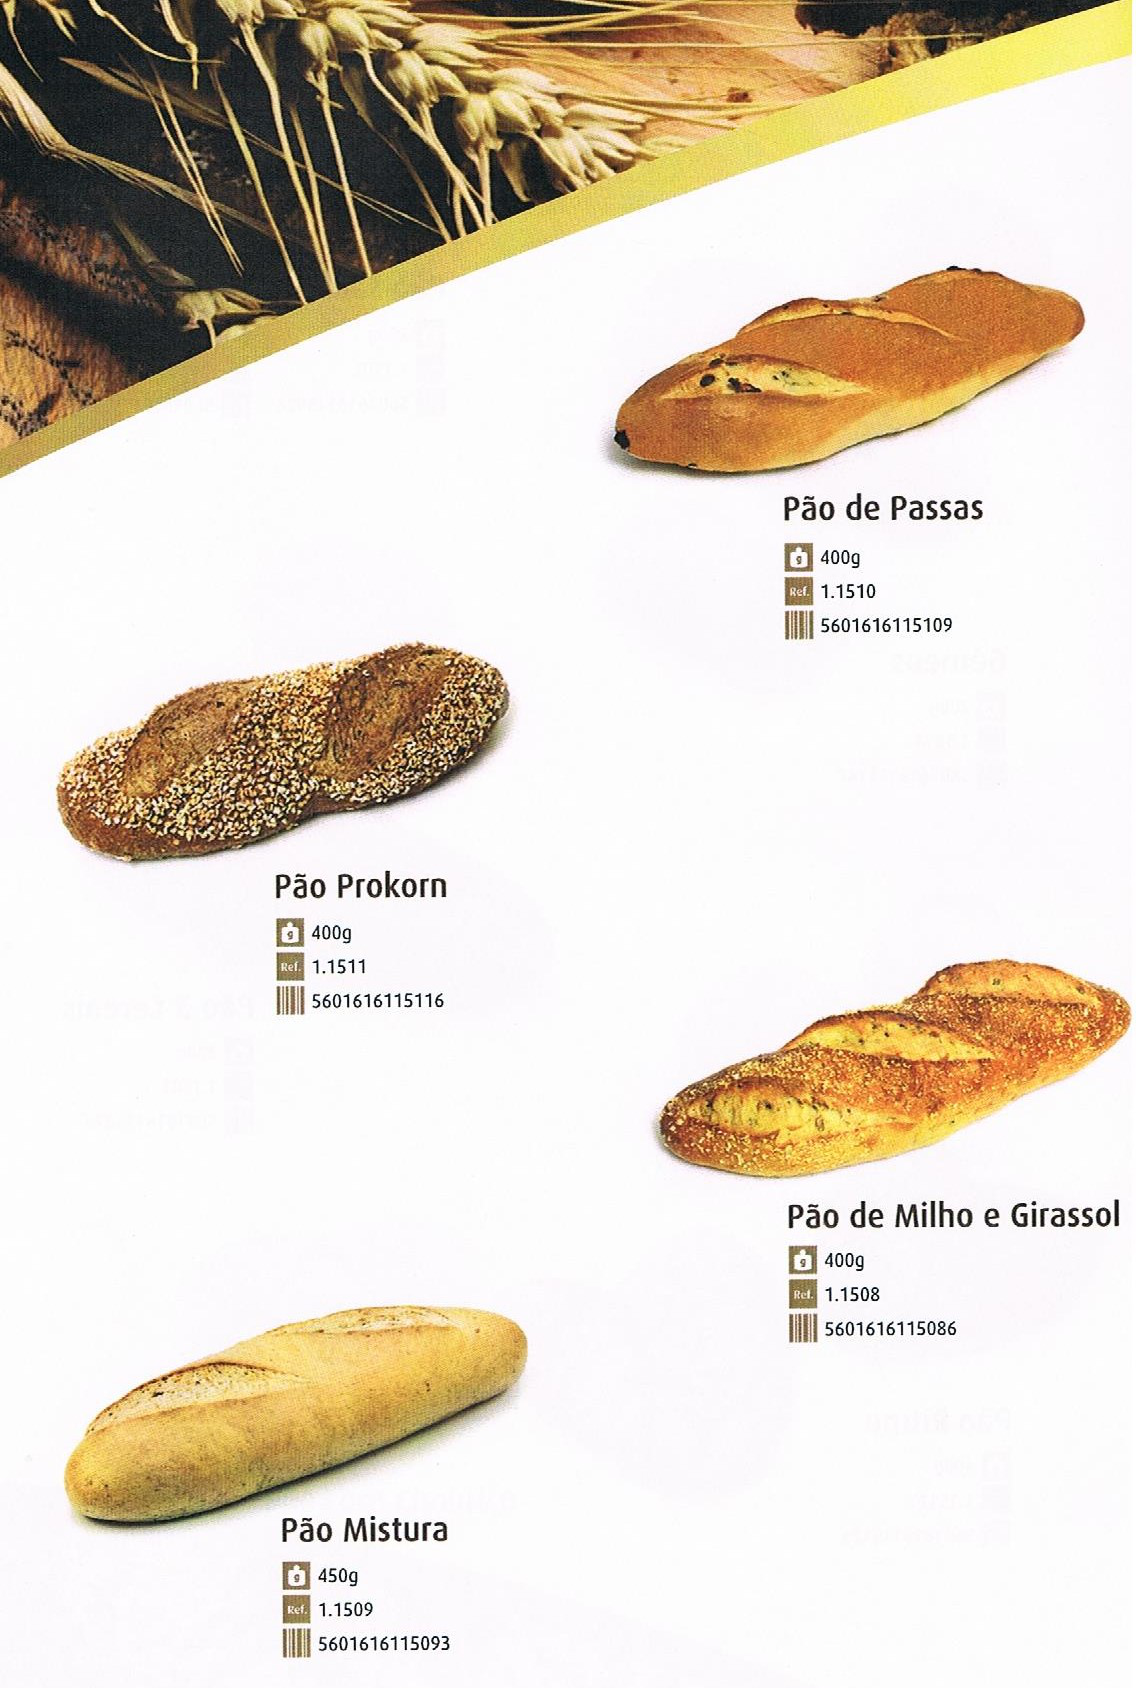 Pão de Passas
g 400g
Ref. 1.1510
5601616115109
Pão Prokorn
g 400g
Ref. 1.1511
5601616115116
Pão de Milho e Girassol
g 400g
Ref. 1.1508
5601616115086
Pão Mistura
g 450g
Ref. 1.1509
5601616115093